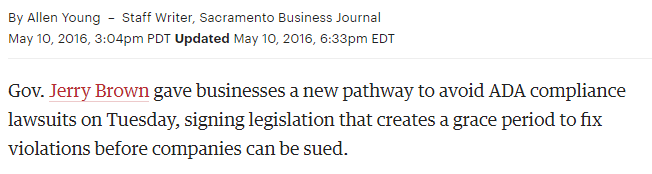 By Allen Young – Staff Writer, Sacramento Business Journal
May 10, 2016, 3:04pm PDT Updated May 10, 2016, 6:33pm EDT
Gov. Jerry Brown gave businesses a new pathway to avoid ADA compliance
lawsuits on Tuesday, signing legislation that creates a grace period to fix
violations before companies can be sued.